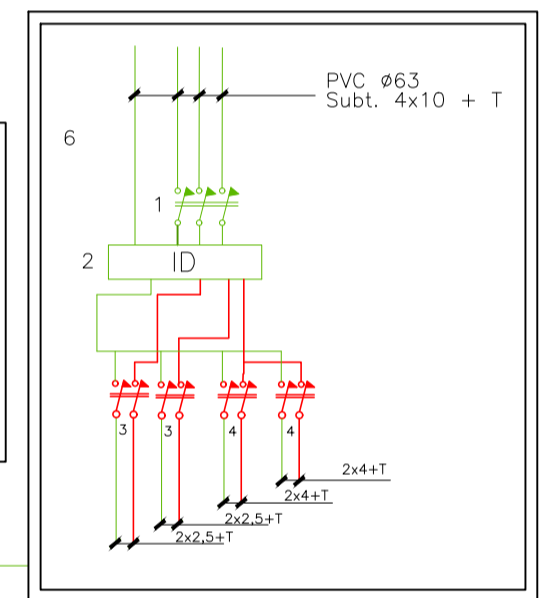 PVC ø63
Subt. 4x10 + T
6
1
2
ID
3
3
4
4
2x4+T
2x4+T
2x2,5+T
2x2,5+T